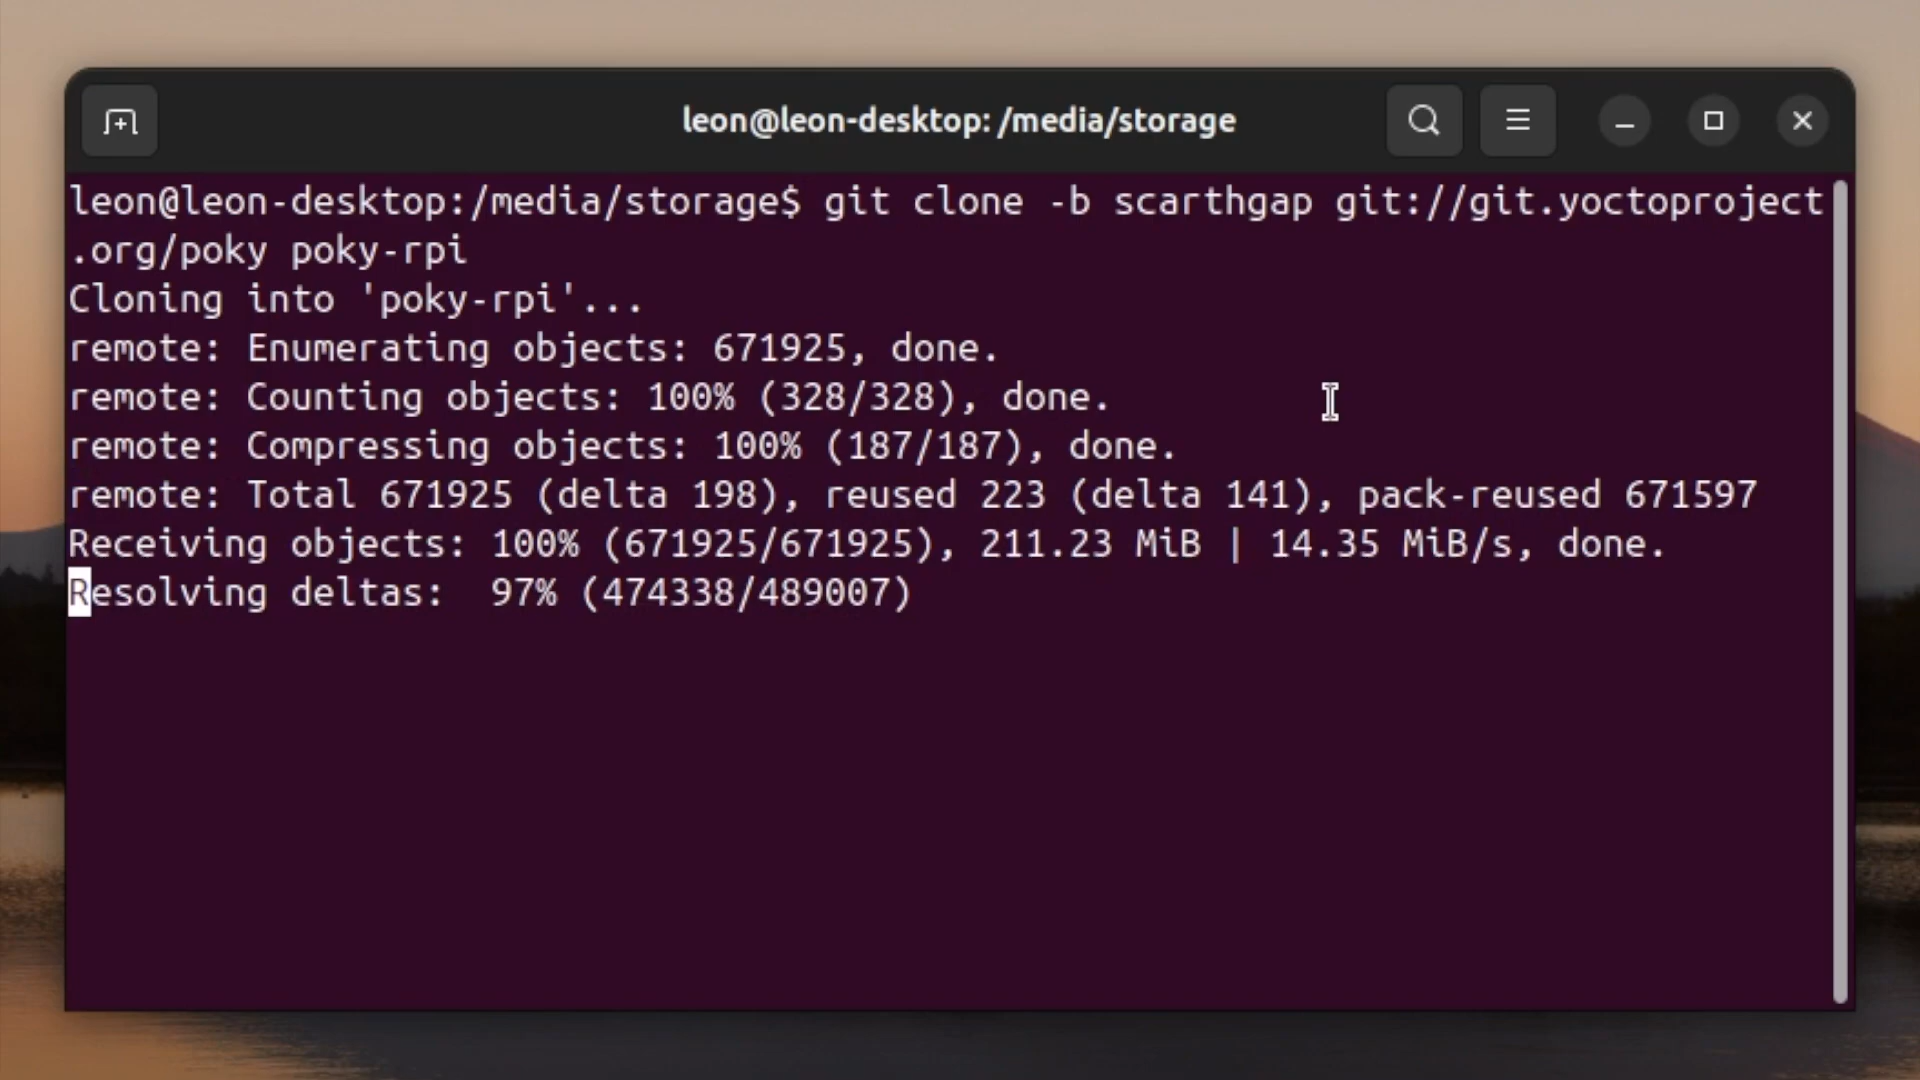 leon@leon-desktop: /media/storage
leon@leon-desktop:/media/storage$ git clone -b scarthgap git://git.yoctoproject
.org/poky poky-rpi
Cloning into 'poky-rpi'...
remote: Enumerating objects: 671925, done.
remote: Counting objects: 100% (328/328), done.
remote: Compressing objects: 100% (187/187), done.
remote: Total 671925 (delta 198), reused 223 (delta 141), pack-reused 671597
Receiving objects: 100% (671925/671925), 211.23 MiB | 14.35 MiB/s, done.
Resolving deltas:  97% (474338/489007)